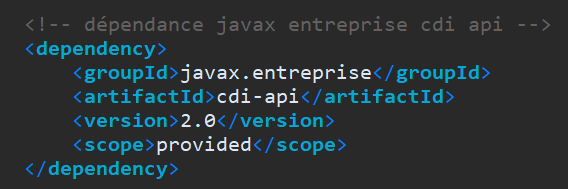 <!-- dépendance javax entreprise cdi api -->
<dependency>
    <groupId>javax.entreprise</groupId>
    <artifactId>cdi-api</artifactId>
    <version>2.0</version>
    <scope>provided</scope>
</dependency>